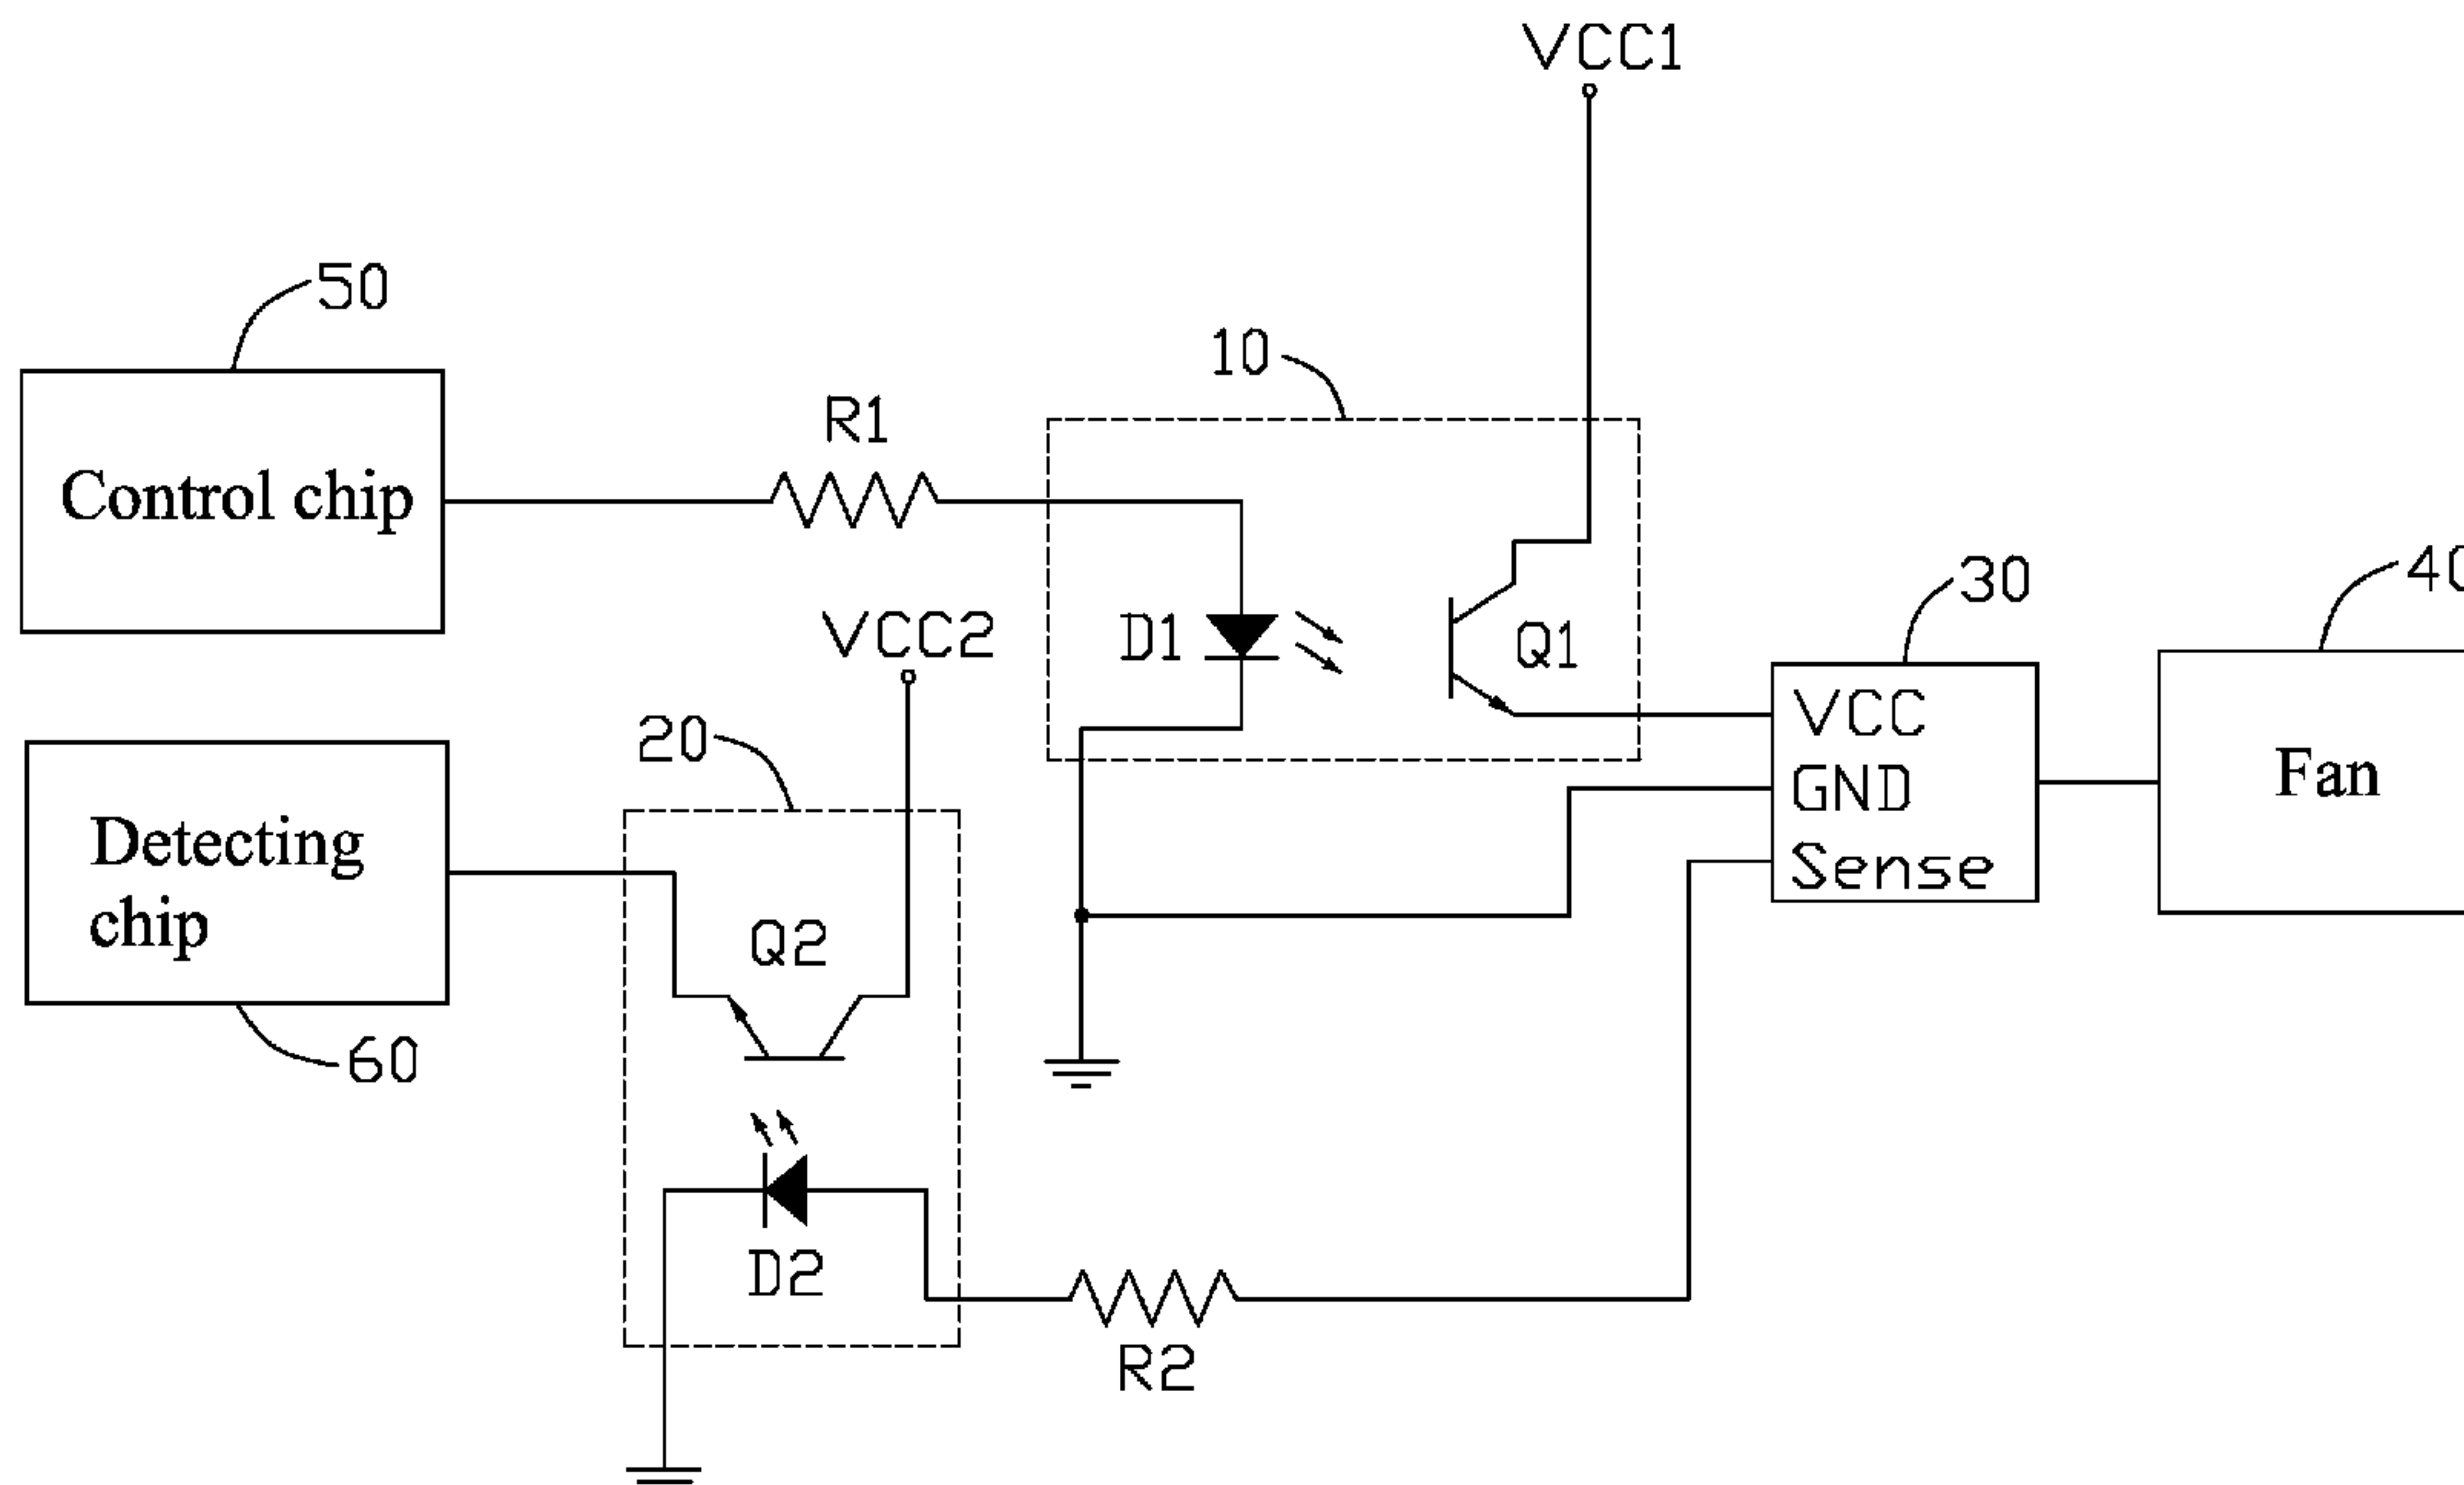 VCC1
50
10
R1
Control chip
30
40
VCC2
D1
Q1
20
VCC
GND
Fan
Sense
Detecting
chip
Q2
60
D2
R2